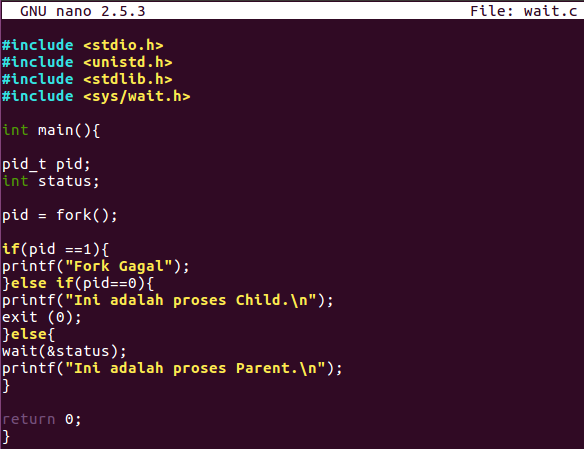 GNU nano 2.5.3 File: wait.c
#include <stdio.h>
#include <unistd.h>
#include <stdlib.h>
#include <sys/wait.h>
int main(){
pid_t pid;
int status;
pid = fork();
if(pid ==1){
printf("Fork Gagal");
}else if(pid==0){
printf("Ini adalah proses Child.\n");
exit (0);
}else{
wait(&status);
printf("Ini adalah proses Parent.\n");
}
return 0;
}